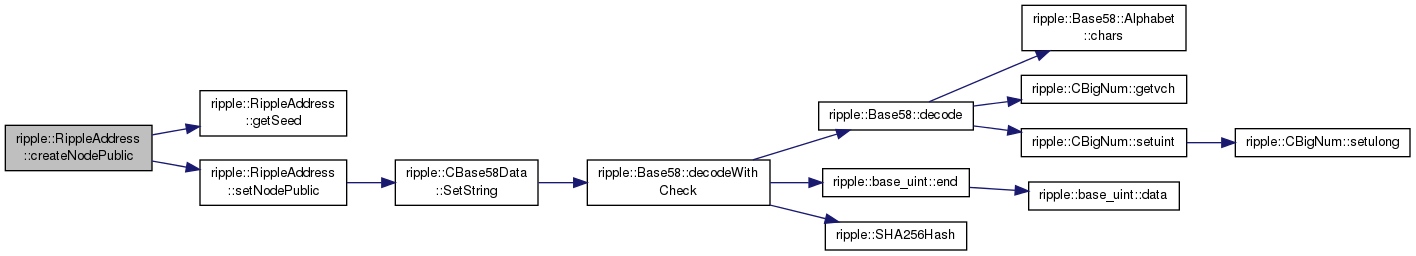 ripple::RippleAddress
::createNodePublic
ripple::RippleAddress
::getSeed
ripple::RippleAddress
::setNodePublic
ripple::CBase58Data
::SetString
ripple::Base58::decodeWith
Check
ripple::Base58::decode
ripple::base_uint::end
ripple::SHA256Hash
ripple::Base58::Alphabet
::chars
ripple::CBigNum::getvch
ripple::CBigNum::setuint
ripple::base_uint::data
ripple::CBigNum::setulong